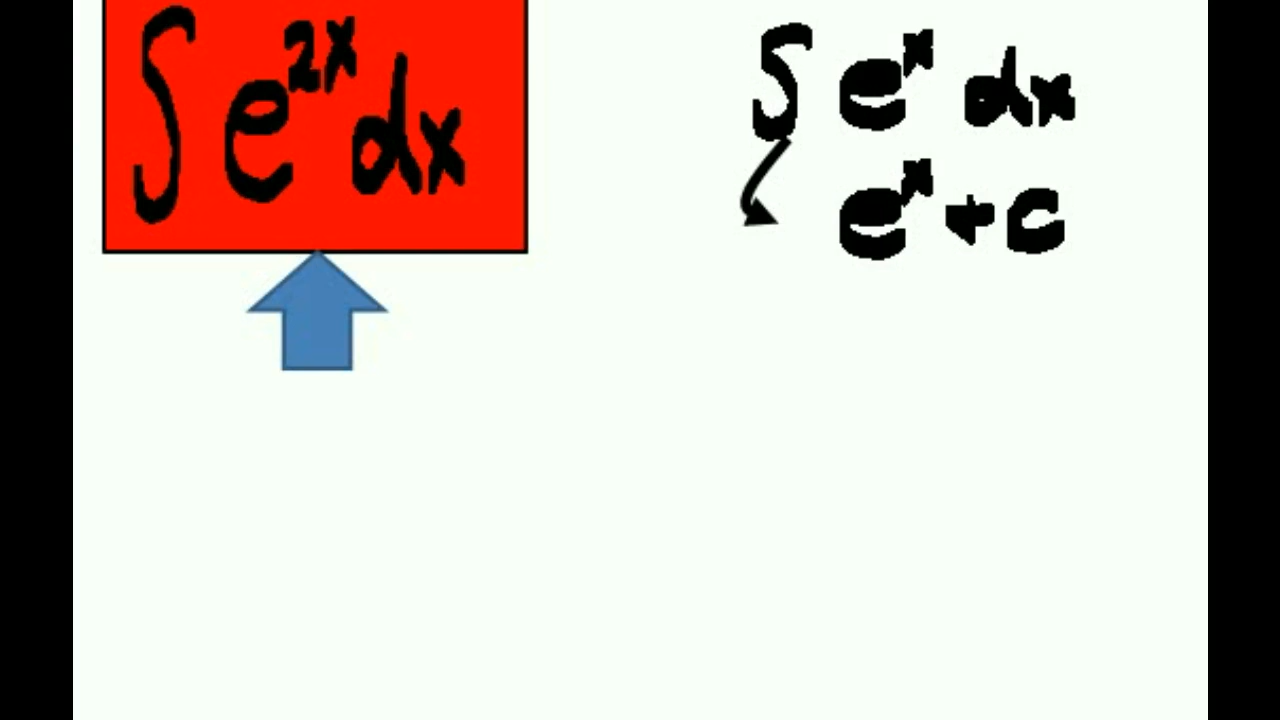 ∫ e^{2x} dx
∫ e^x dx
e^x + c